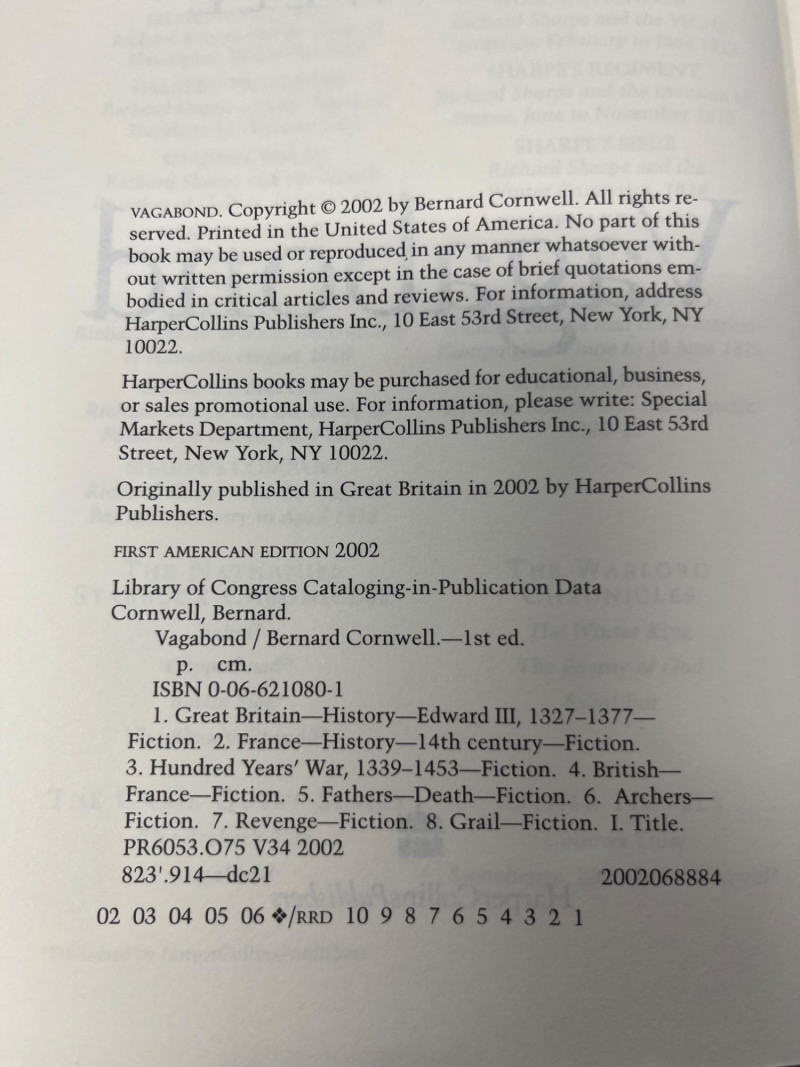 VAGABOND. Copyright © 2002 by Bernard Cornwell. All rights re-
served. Printed in the United States of America. No part of this
book may be used or reproduced in any manner whatsoever with-
out written permission except in the case of brief quotations em-
bodied in critical articles and reviews. For information, address
HarperCollins Publishers Inc., 10 East 53rd Street, New York, NY
10022.
HarperCollins books may be purchased for educational, business,
or sales promotional use. For information, please write: Special
Markets Department, HarperCollins Publishers Inc., 10 East 53rd
Street, New York, NY 10022.
Originally published in Great Britain in 2002 by HarperCollins
Publishers.
FIRST AMERICAN EDITION 2002
Library of Congress Cataloging-in-Publication Data
Cornwell, Bernard.
Vagabond / Bernard Cornwell.—1st ed.
p. cm.
ISBN 0-06-621080-1
1. Great Britain—History—Edward III, 1327–1377—
Fiction. 2. France—History—14th century—Fiction.
3. Hundred Years' War, 1339–1453—Fiction. 4. British—
France—Fiction. 5. Fathers—Death—Fiction. 6. Archers—
Fiction. 7. Revenge—Fiction. 8. Grail—Fiction. I. Title.
PR6053.O75 V34 2002
823'.914—dc21 2002068884
02 03 04 05 06 ❖/RRD 10 9 8 7 6 5 4 3 2 1